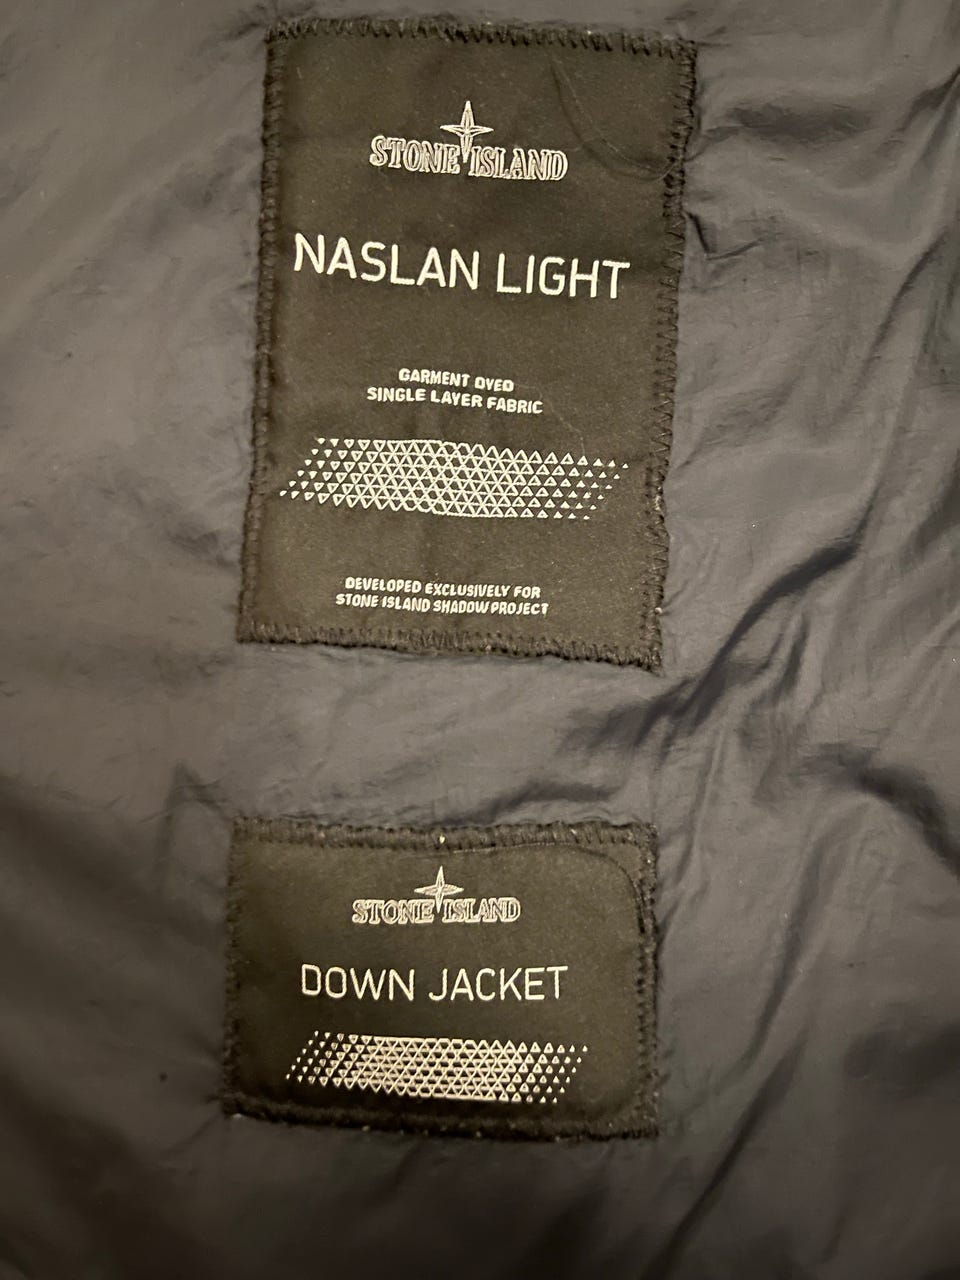 STONE ISLAND
NASLAN LIGHT
GARMENT DYED
SINGLE LAYER FABRIC
DEVELOPED EXCLUSIVELY FOR
STONE ISLAND SHADOW PROJECT
STONE ISLAND
DOWN JACKET